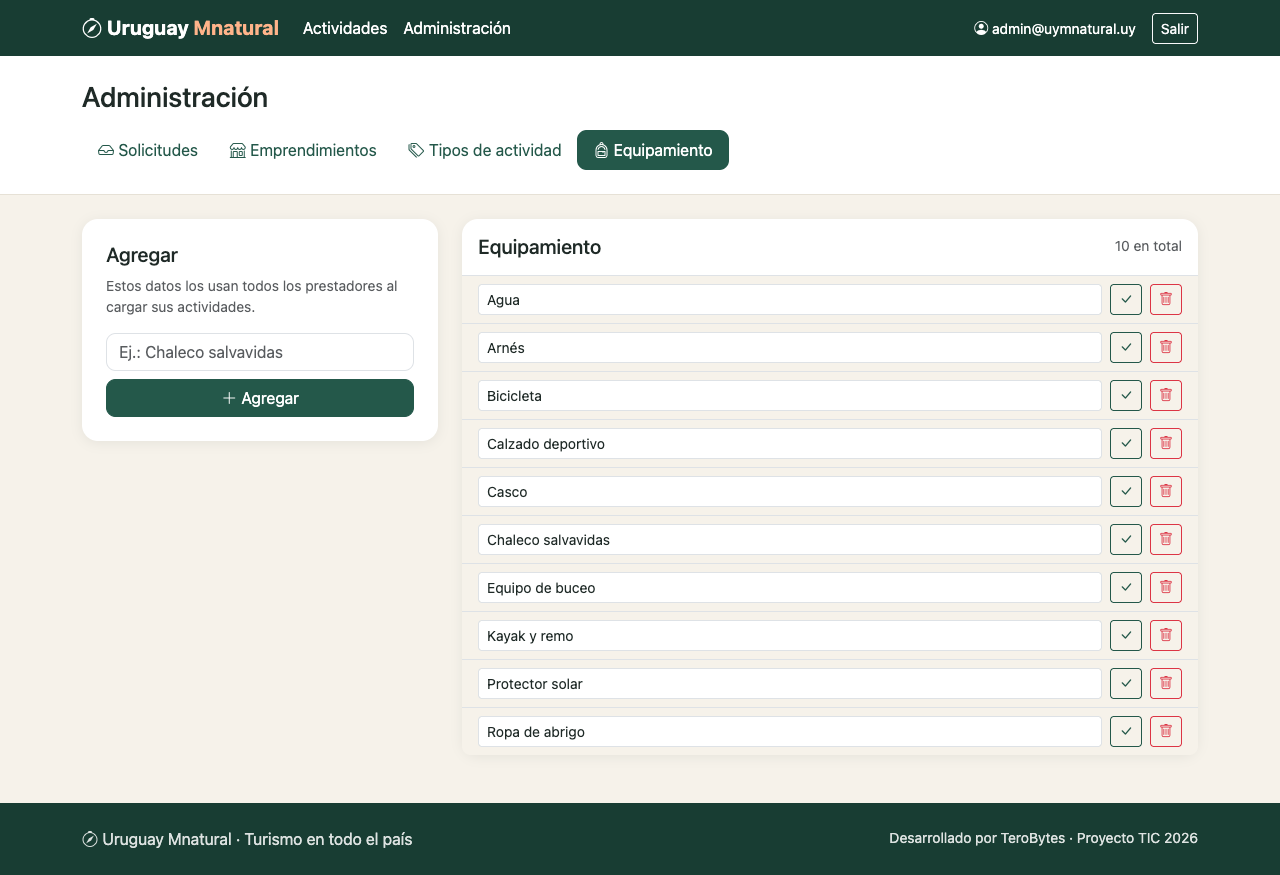 Uruguay Mnatural Actividades Administración admin@uymnatural.uy Salir
Administración
Solicitudes Emprendimientos Tipos de actividad Equipamiento
Agregar
Estos datos los usan todos los prestadores al
cargar sus actividades.
Ej.: Chaleco salvavidas
Agregar
Equipamiento 10 en total
Agua
Arnés
Bicicleta
Calzado deportivo
Casco
Chaleco salvavidas
Equipo de buceo
Kayak y remo
Protector solar
Ropa de abrigo
Uruguay Mnatural · Turismo en todo el país Desarrollado por TeroBytes · Proyecto TIC 2026